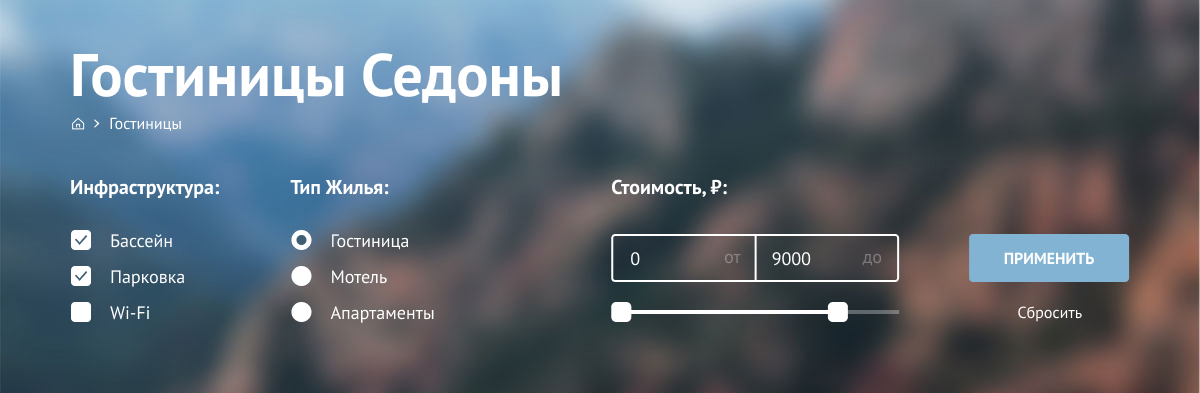 Гостиницы Седоны
Гостиницы
Инфраструктура:
Бассейн
Парковка
Wi-Fi
Тип Жилья:
Гостиница
Мотель
Апартаменты
Стоимость, ₽:
0 от 9000 до
ПРИМЕНИТЬ
Сбросить